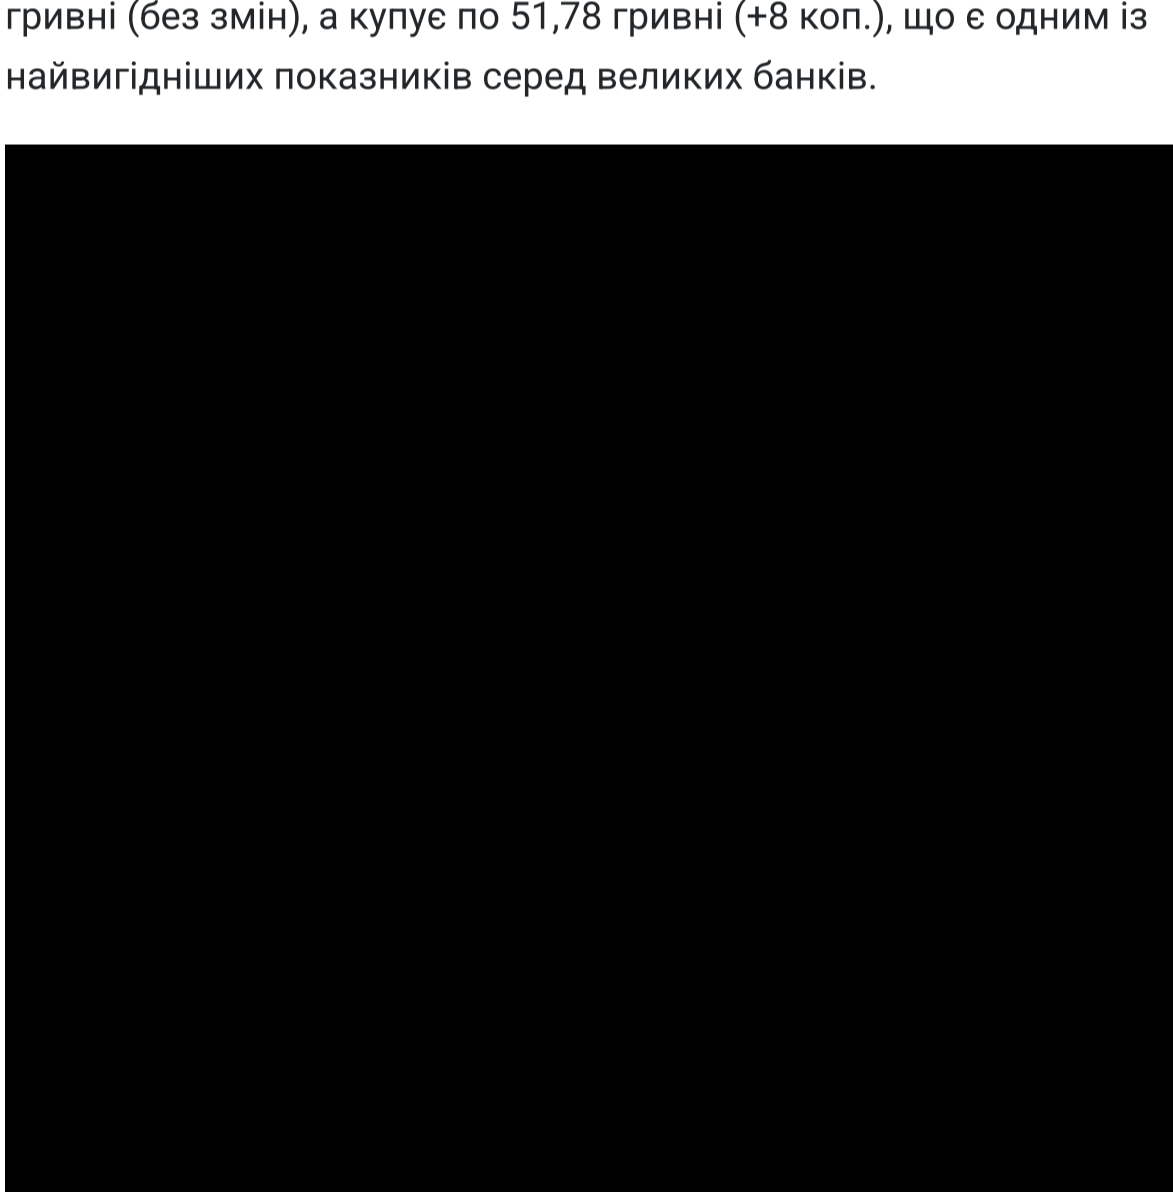 гривні (без змін), а купує по 51,78 гривні (+8 коп.), що є одним із
найвигідніших показників серед великих банків.